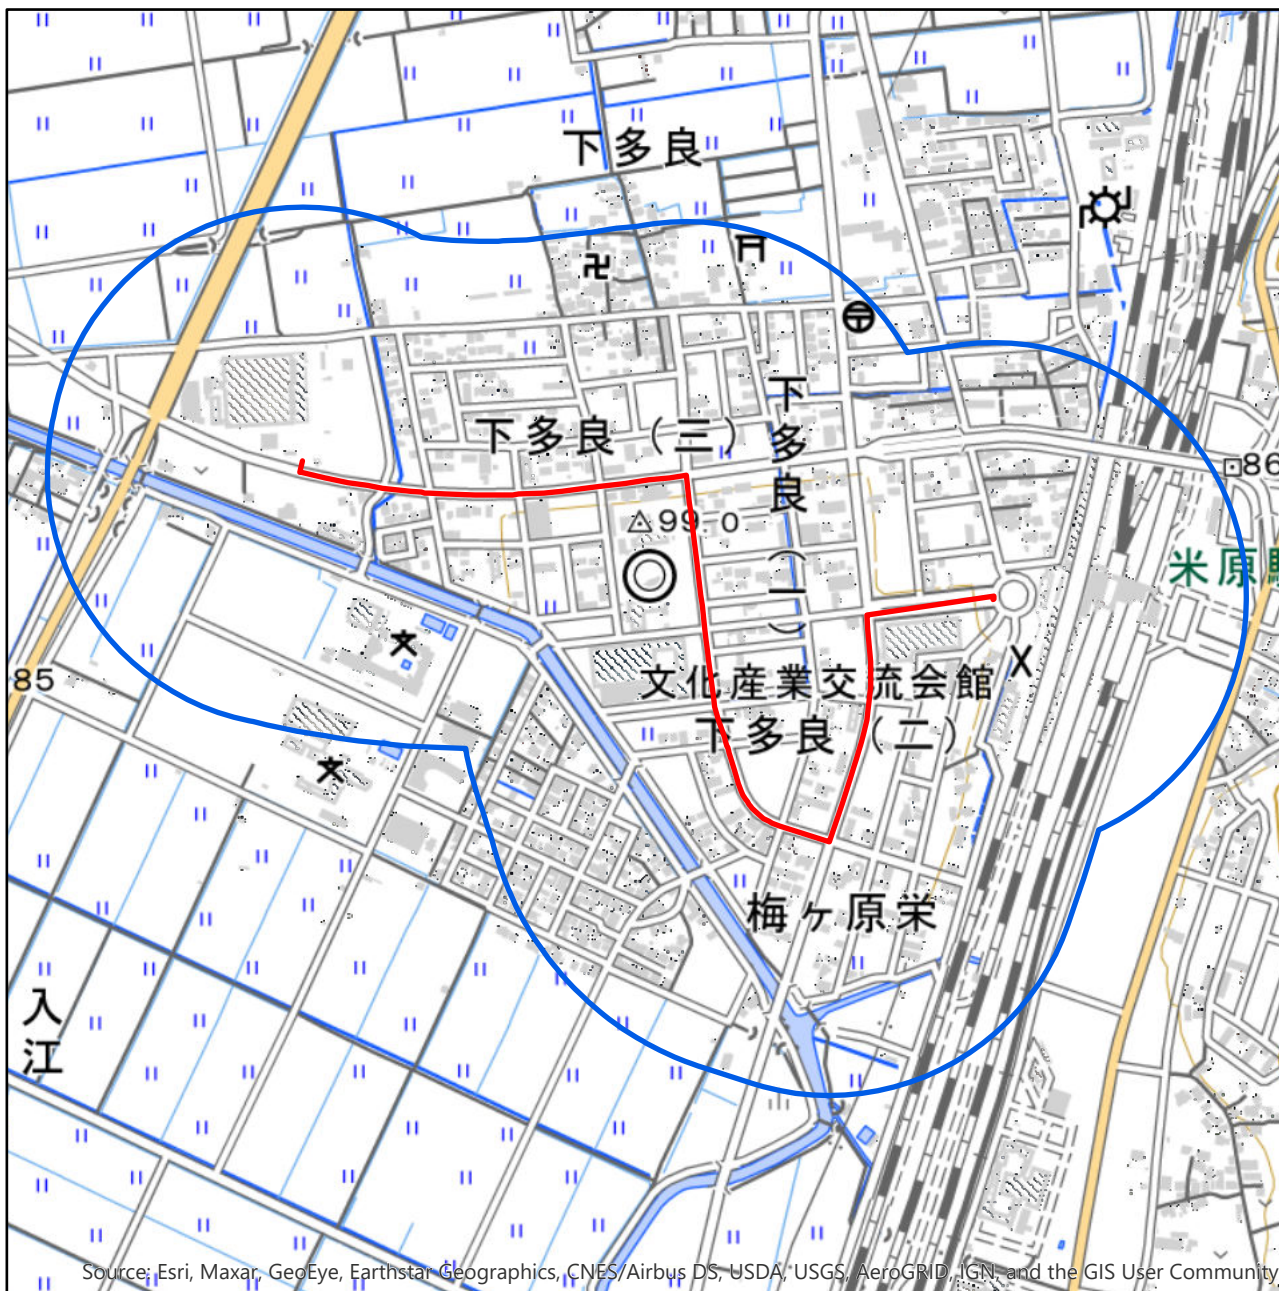 下多良
下多良（三）
下多良（一）
86
99.0
米原駅
文化産業交流会館
下多良（二）
85
梅ヶ原栄
入江
Source: Esri, Maxar, GeoEye, Earthstar Geographics, CNES/Airbus DS, USDA, USGS, AeroGRID, IGN, and the GIS User Community